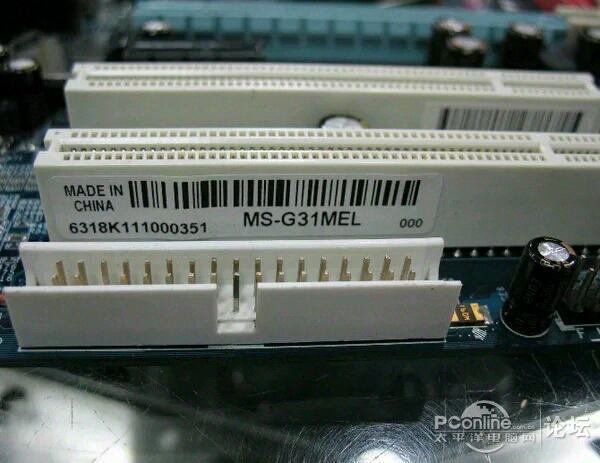 MADE IN
CHINA
6318K111000351
MS-G31MEL
000
PConline
论坛
太平洋电脑网